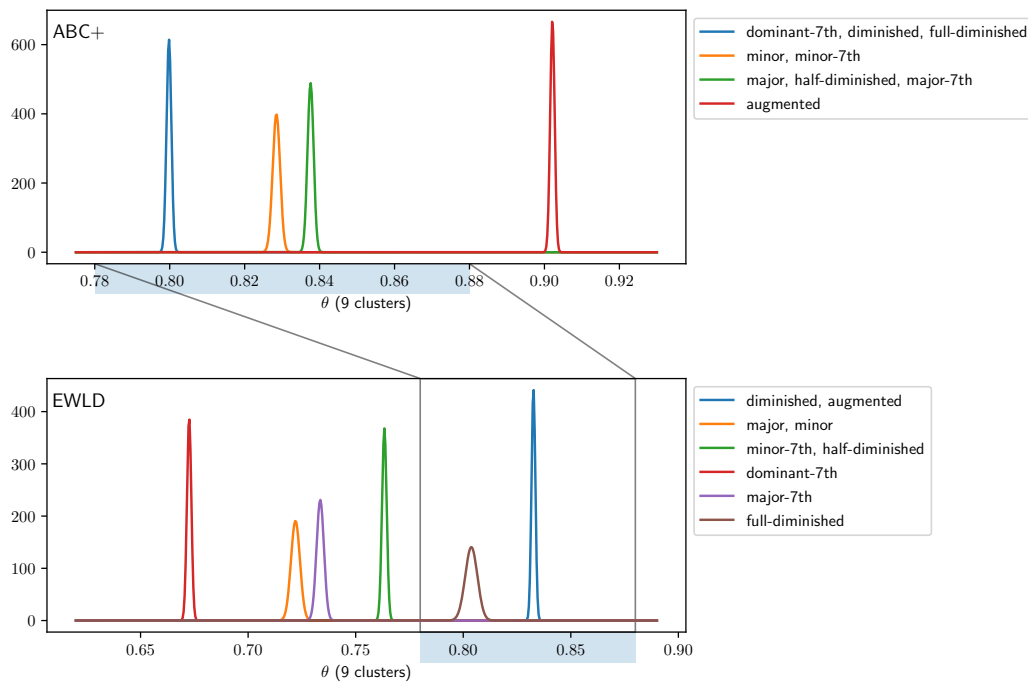 ABC+
600
400
200
0
0.78 0.80 0.82 0.84 0.86 0.88 0.90 0.92
θ (9 clusters)
dominant-7th, diminished, full-diminished
minor, minor-7th
major, half-diminished, major-7th
augmented
EWLD
400
300
200
100
0
0.65 0.70 0.75 0.80 0.85 0.90
θ (9 clusters)
diminished, augmented
major, minor
minor-7th, half-diminished
dominant-7th
major-7th
full-diminished